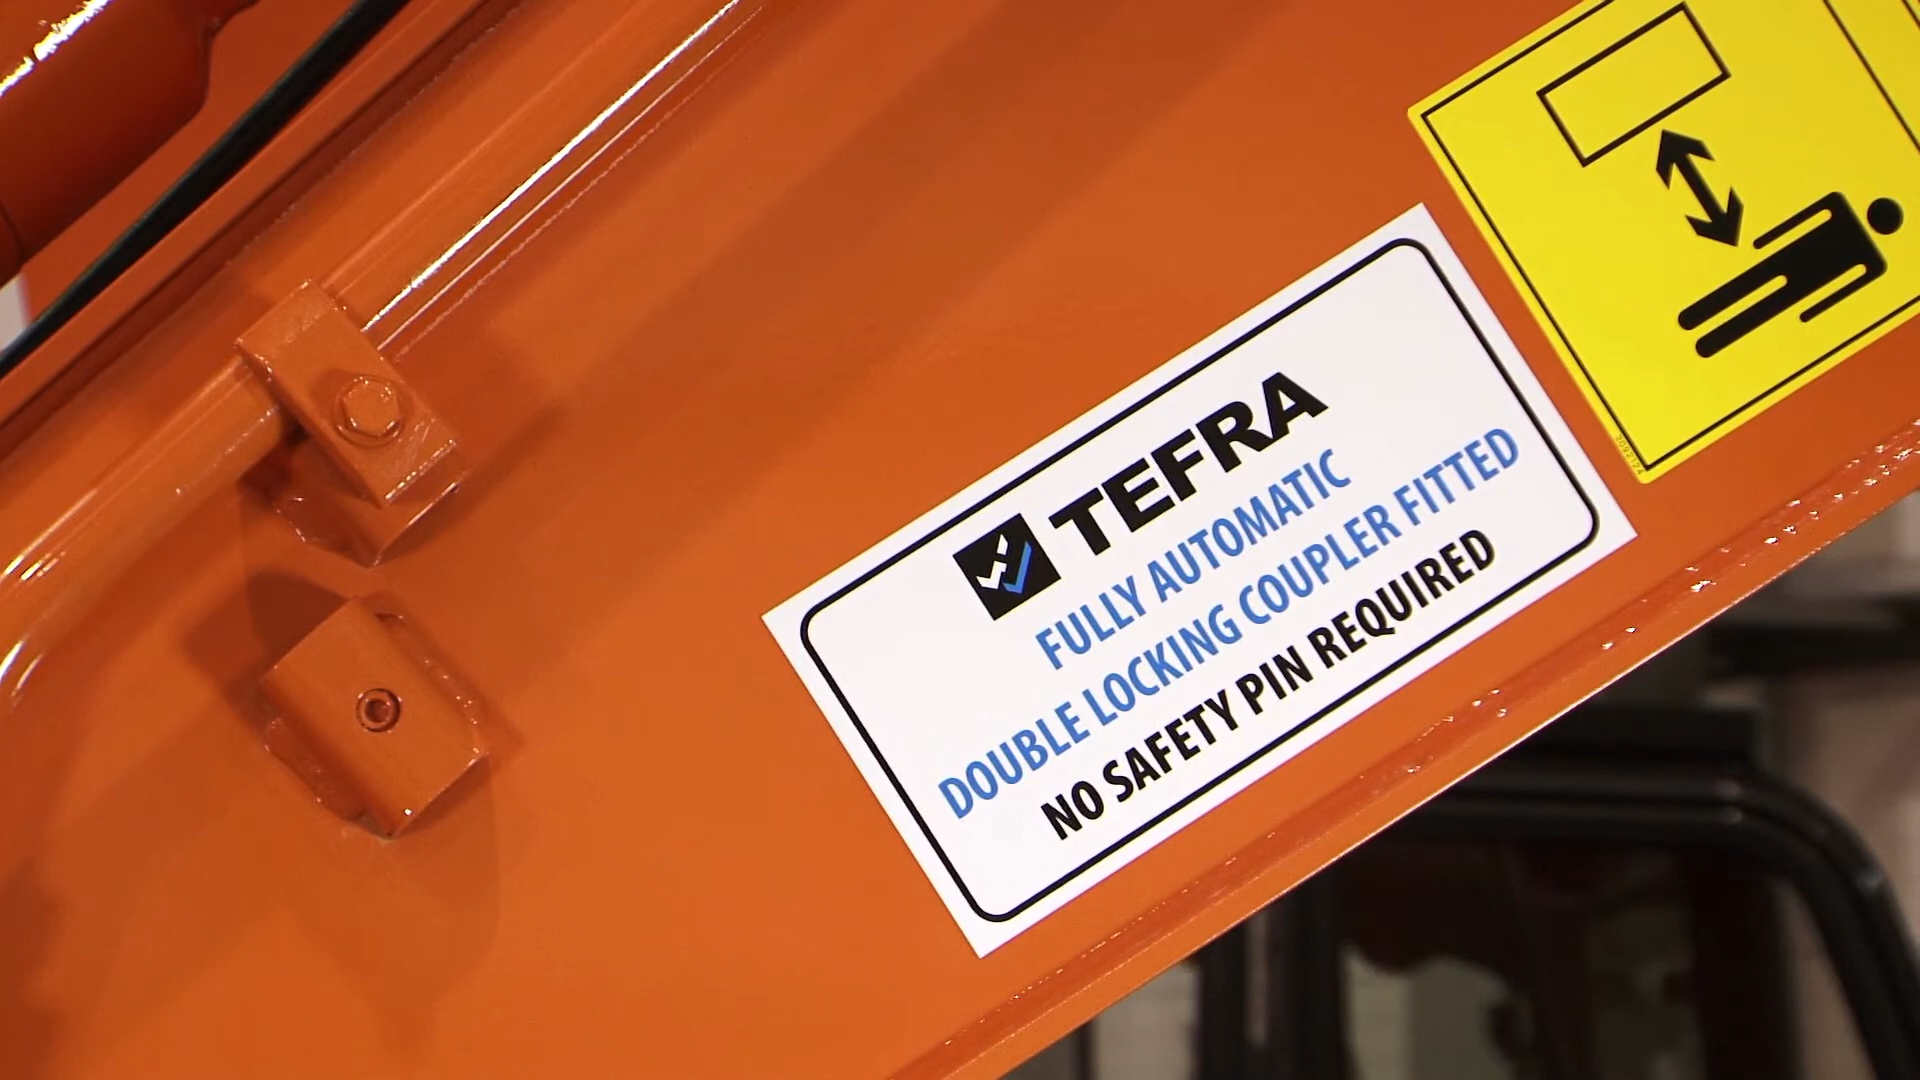 TEFRA
FULLY AUTOMATIC
DOUBLE LOCKING COUPLER FITTED
NO SAFETY PIN REQUIRED